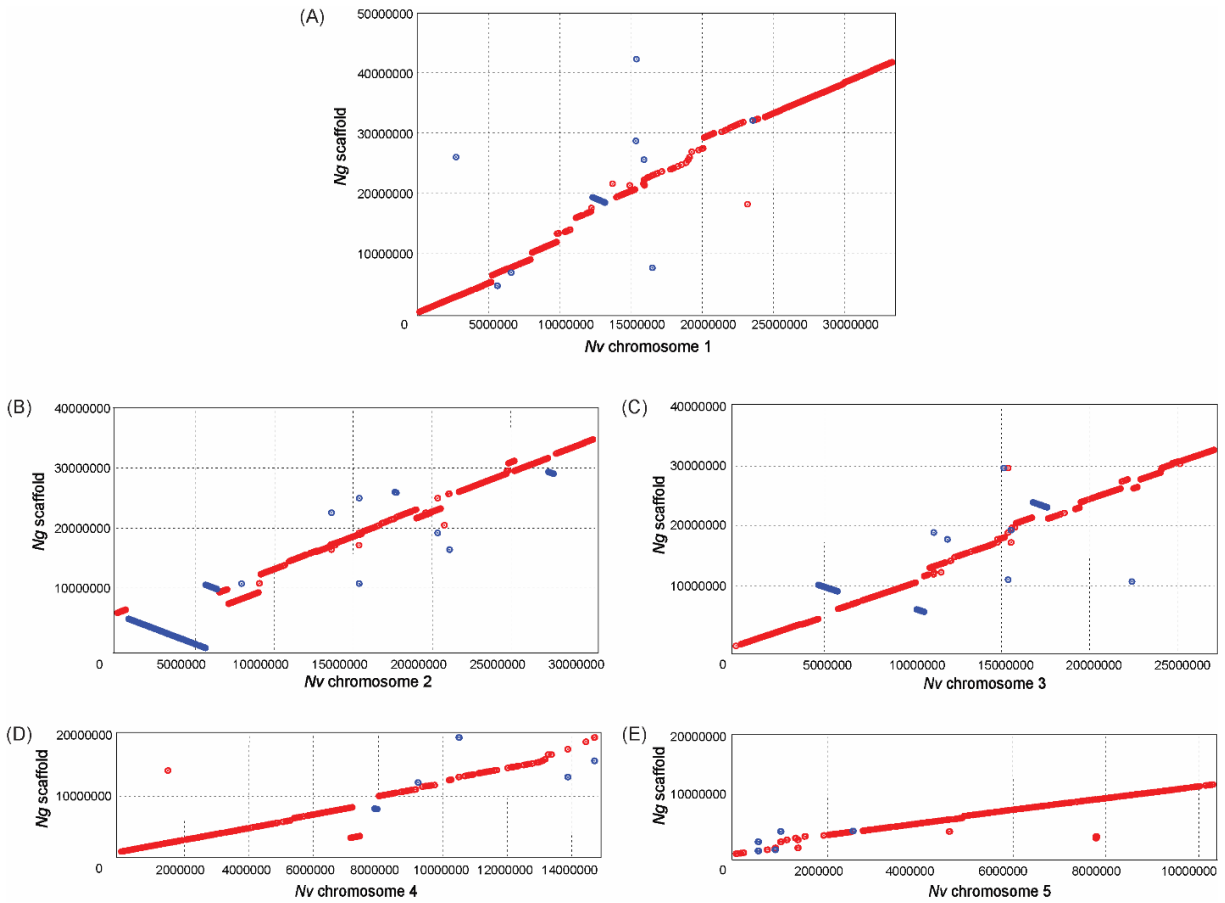 (A)
50000000
40000000
30000000
20000000
10000000
Ng scaffold
0 5000000 10000000 15000000 20000000 25000000 30000000
Nv chromosome 1
(B)
40000000
30000000
20000000
10000000
Ng scaffold
0 5000000 10000000 15000000 20000000 25000000 30000000
Nv chromosome 2
(C)
40000000
30000000
20000000
10000000
Ng scaffold
0 5000000 10000000 15000000 20000000 25000000
Nv chromosome 3
(D)
20000000
10000000
Ng scaffold
0 2000000 4000000 6000000 8000000 10000000 12000000 14000000
Nv chromosome 4
(E)
20000000
10000000
Ng scaffold
0 2000000 4000000 6000000 8000000 10000000
Nv chromosome 5